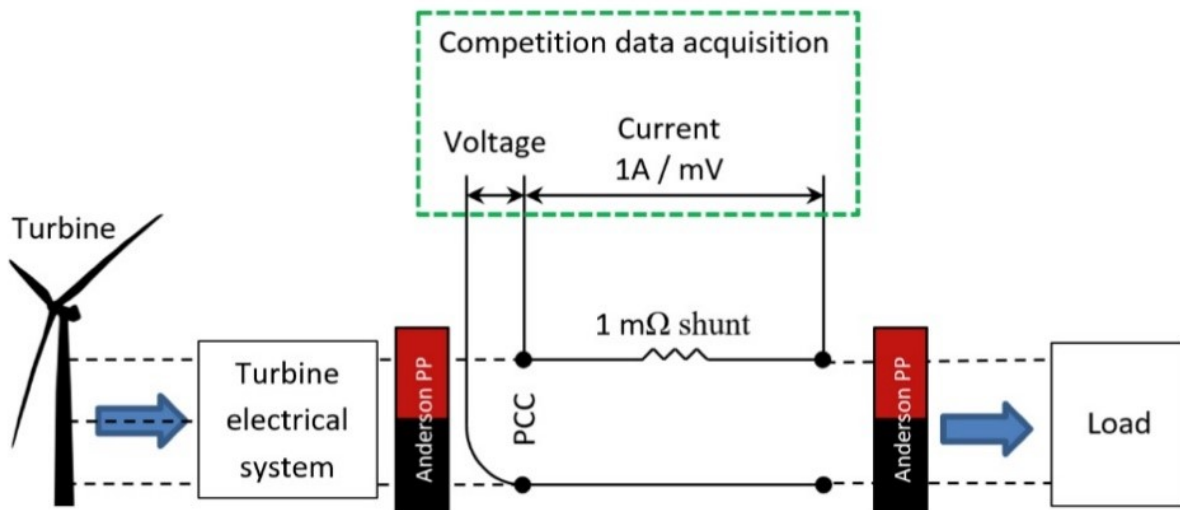 Competition data acquisition
Voltage
Current
1A / mV
Turbine
1 mΩ shunt
Turbine
electrical
system
Anderson PP
PCC
Anderson PP
Load